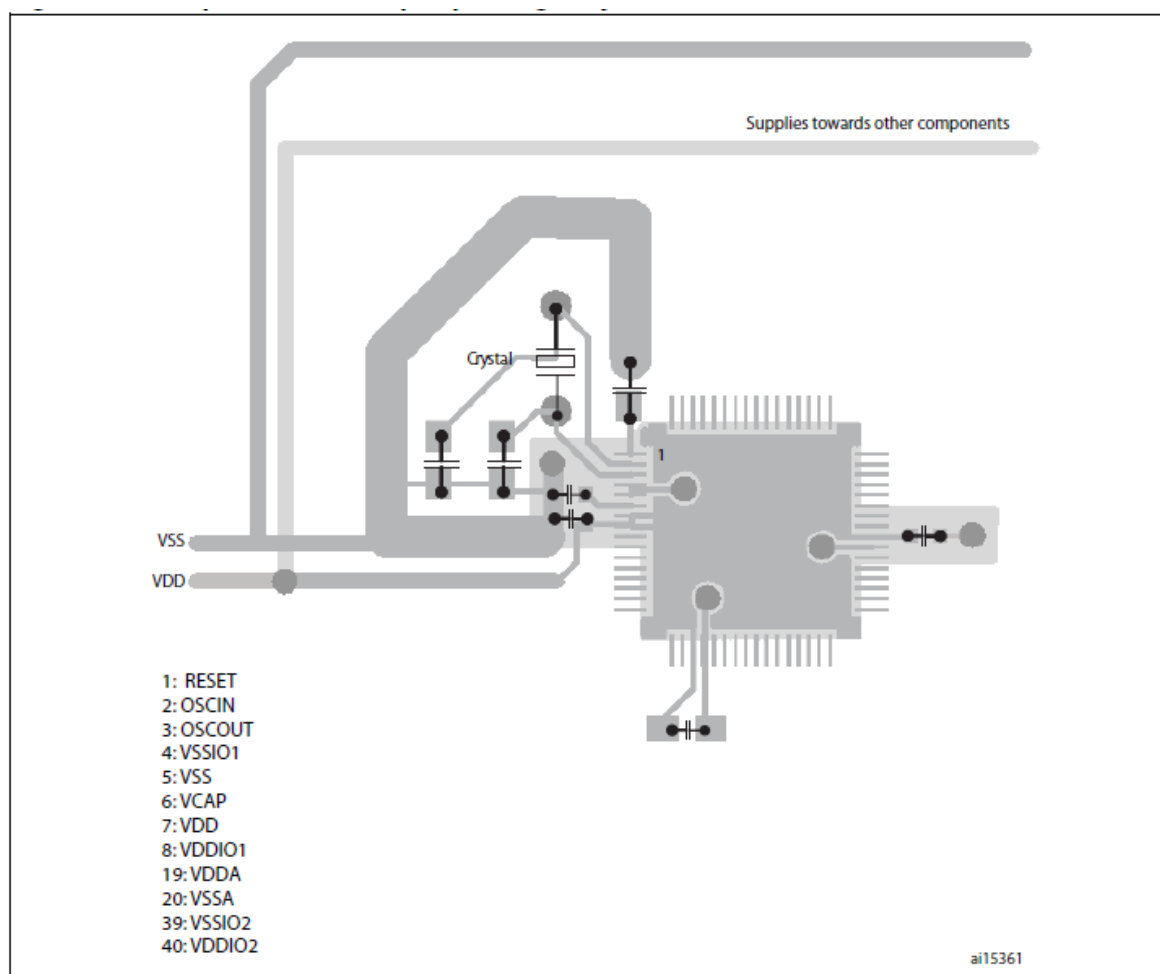 Supplies towards other components
Crystal
1
VSS
VDD
1: RESET
2: OSCIN
3: OSCOUT
4: VSSIO1
5: VSS
6: VCAP
7: VDD
8: VDDIO1
19: VDDA
20: VSSA
39: VSSIO2
40: VDDIO2
ai15361